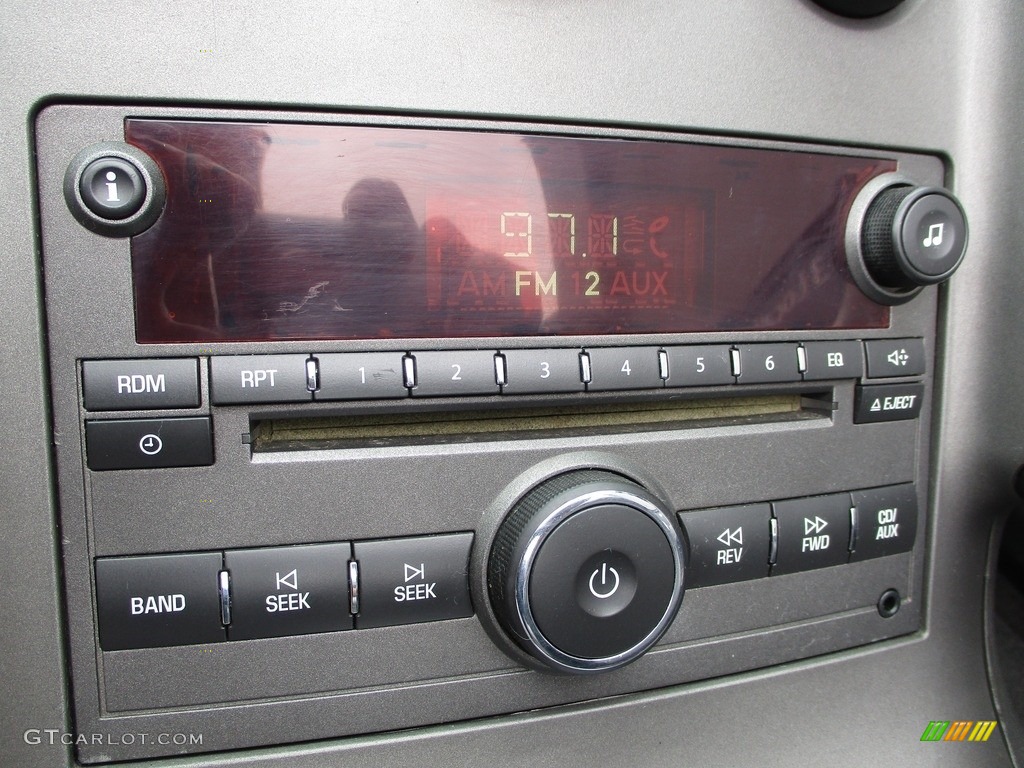 i
97.1
AM FM 12 AUX
RDM RPT 1 2 3 4 5 6 EQ
EJECT
BAND SEEK SEEK REV FWD CD/
AUX
GTCARLOT.COM